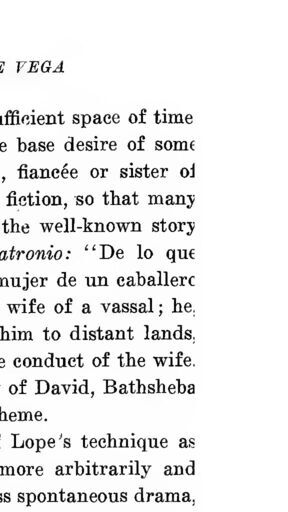 E VEGA
ufficient space of time
e base desire of some
, fiancée or sister of
fiction, so that many
the well-known story
atronio: “De lo que
mujer de un caballero
wife of a vassal; he,
him to distant lands,
e conduct of the wife.
of David, Bathsheba
heme.
Lope's technique as
more arbitrarily and
ss spontaneous drama,